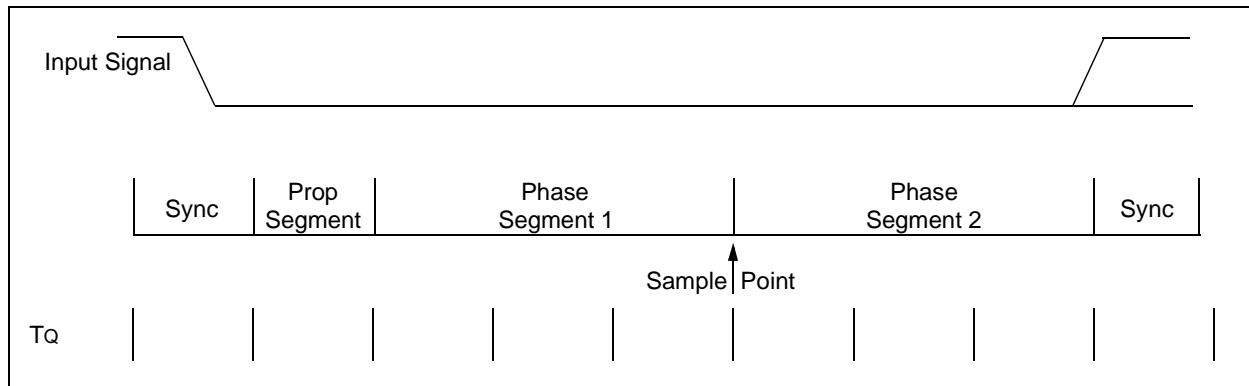 Input Signal
Sync
Prop
Segment
Phase
Segment 1
Phase
Segment 2
Sync
Sample Point
TQ